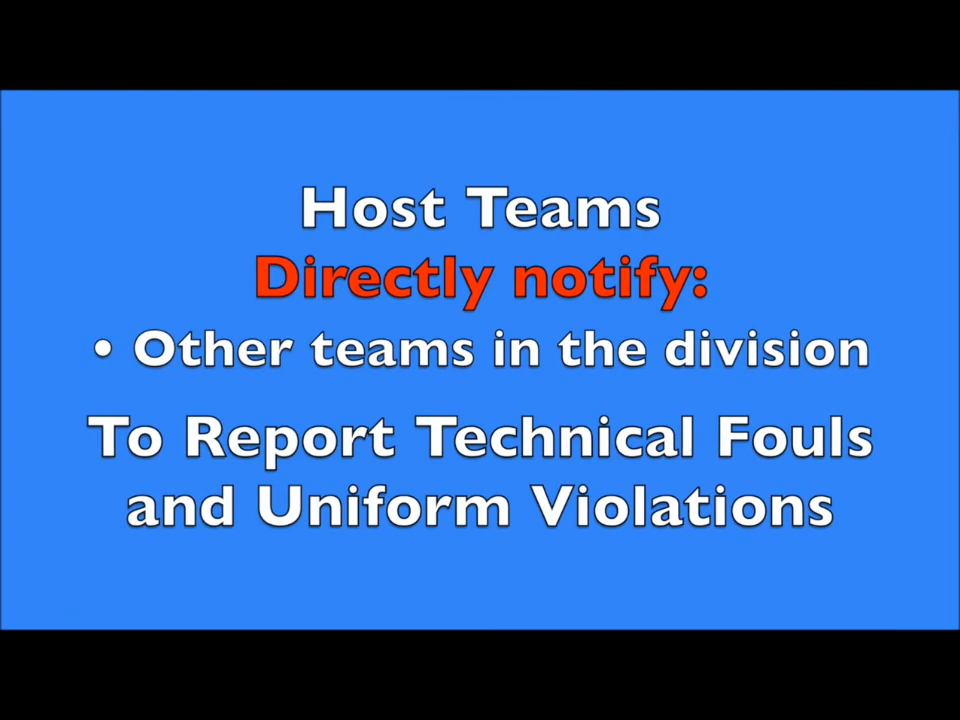 Host Teams
Directly notify:
• Other teams in the division
To Report Technical Fouls
and Uniform Violations